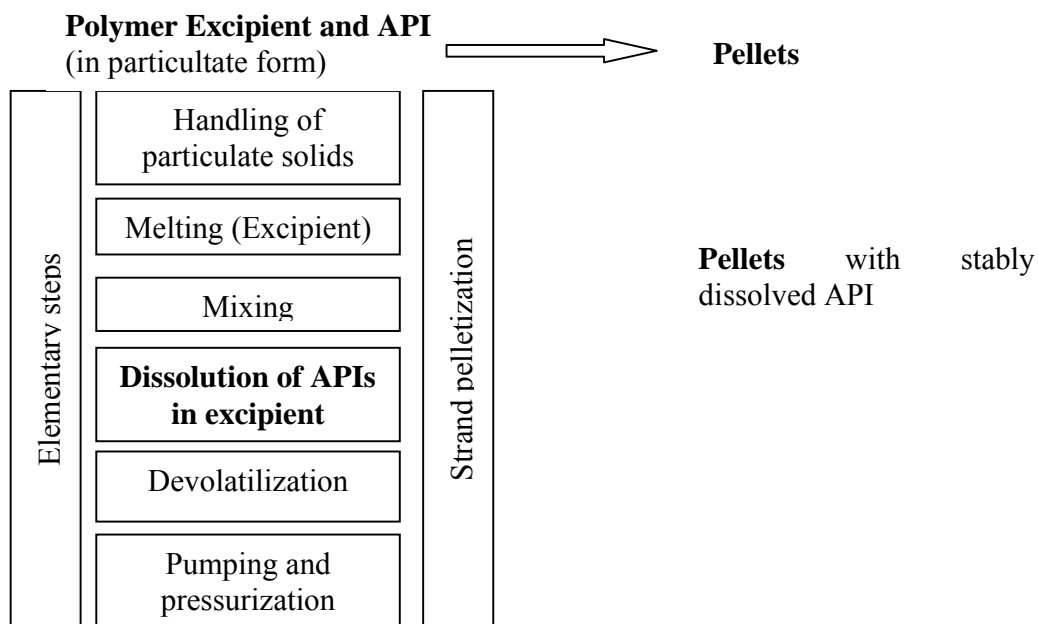 Polymer Excipient and API
(in particultate form)
Pellets
Elementary steps
Handling of
particulate solids
Melting (Excipient)
Mixing
Dissolution of APIs
in excipient
Devolatilization
Pumping and
pressurization
Strand pelletization
Pellets with stably
dissolved API